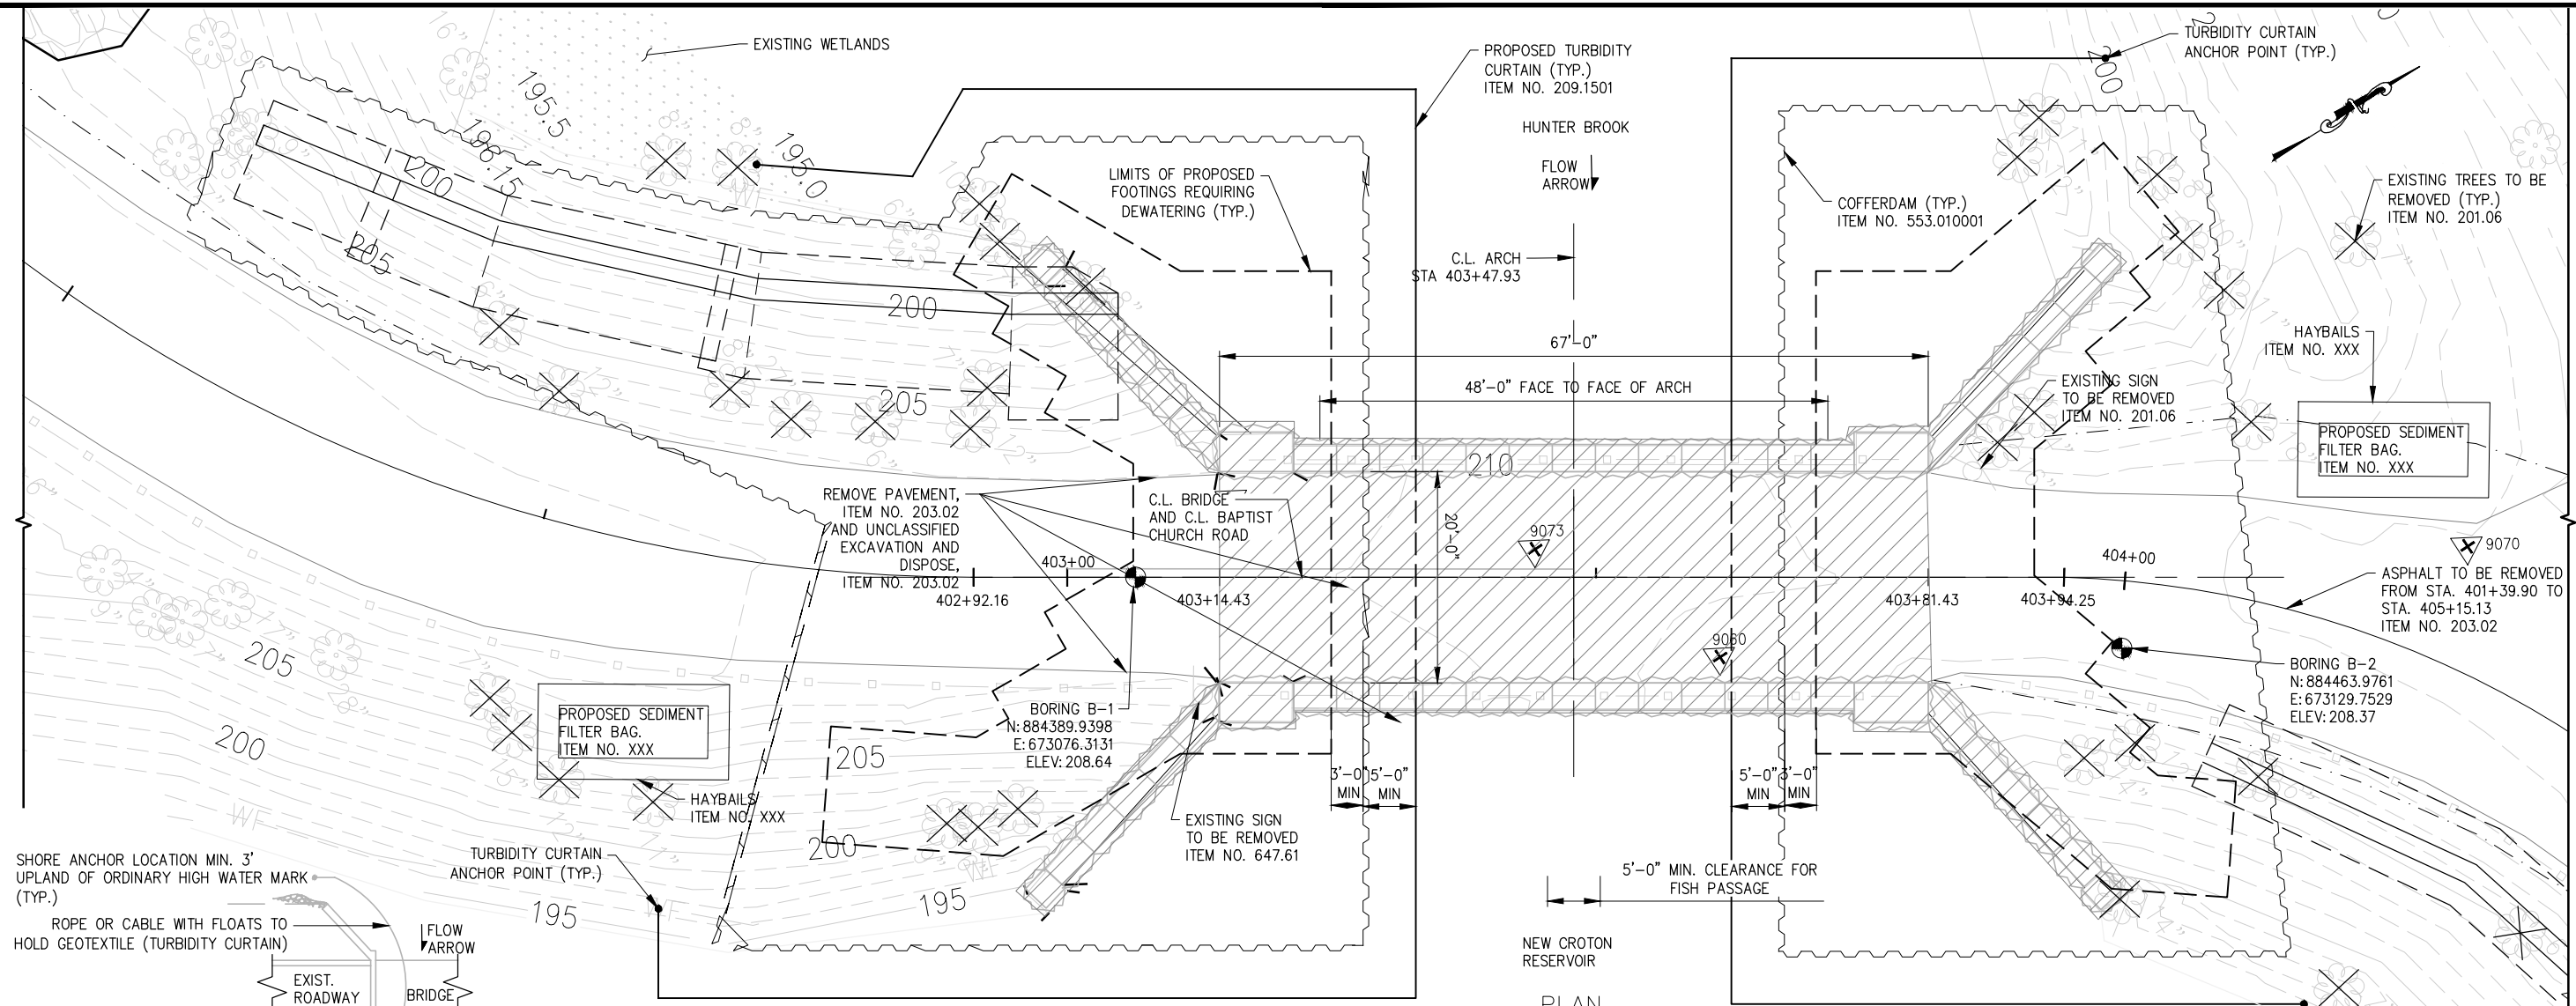 EXISTING WETLANDS
PROPOSED TURBIDITY
CURTAIN (TYP.)
ITEM NO. 209.1501
TURBIDITY CURTAIN
ANCHOR POINT (TYP.)
HUNTER BROOK
FLOW
ARROW
LIMITS OF PROPOSED
FOOTINGS REQUIRING
DEWATERING (TYP.)
COFFERDAM (TYP.)
ITEM NO. 553.010001
EXISTING TREES TO BE
REMOVED (TYP.)
ITEM NO. 201.06
C.L. ARCH
STA 403+47.93
195.5
196.15
195.0
200
205
200
205
200
67'-0"
48'-0" FACE TO FACE OF ARCH
HAYBAILS
ITEM NO. XXX
EXISTING SIGN
TO BE REMOVED
ITEM NO. 201.06
PROPOSED SEDIMENT
FILTER BAG.
ITEM NO. XXX
210
REMOVE PAVEMENT,
ITEM NO. 203.02
AND UNCLASSIFIED
EXCAVATION AND
DISPOSE,
ITEM NO. 203.02
C.L. BRIDGE
AND C.L. BAPTIST
CHURCH ROAD
20'-0"
9073
9070
9060
403+00
402+92.16
403+14.43
403+81.43
403+94.25
404+00
ASPHALT TO BE REMOVED
FROM STA. 401+39.90 TO
STA. 405+15.13
ITEM NO. 203.02
BORING B-2
N: 884463.9761
E: 673129.7529
ELEV: 208.37
BORING B-1
N: 884389.9398
E: 673076.3131
ELEV: 208.64
PROPOSED SEDIMENT
FILTER BAG.
ITEM NO. XXX
HAYBAILS
ITEM NO. XXX
205
200
205
200
195
195
WF
WF
3'-0"
MIN
5'-0"
MIN
5'-0"
MIN
3'-0"
MIN
EXISTING SIGN
TO BE REMOVED
ITEM NO. 647.61
5'-0" MIN. CLEARANCE FOR
FISH PASSAGE
TURBIDITY CURTAIN
ANCHOR POINT (TYP.)
SHORE ANCHOR LOCATION MIN. 3'
UPLAND OF ORDINARY HIGH WATER MARK
(TYP.)
ROPE OR CABLE WITH FLOATS TO
HOLD GEOTEXTILE (TURBIDITY CURTAIN)
FLOW
ARROW
EXIST.
ROADWAY
BRIDGE
NEW CROTON
RESERVOIR
PLAN